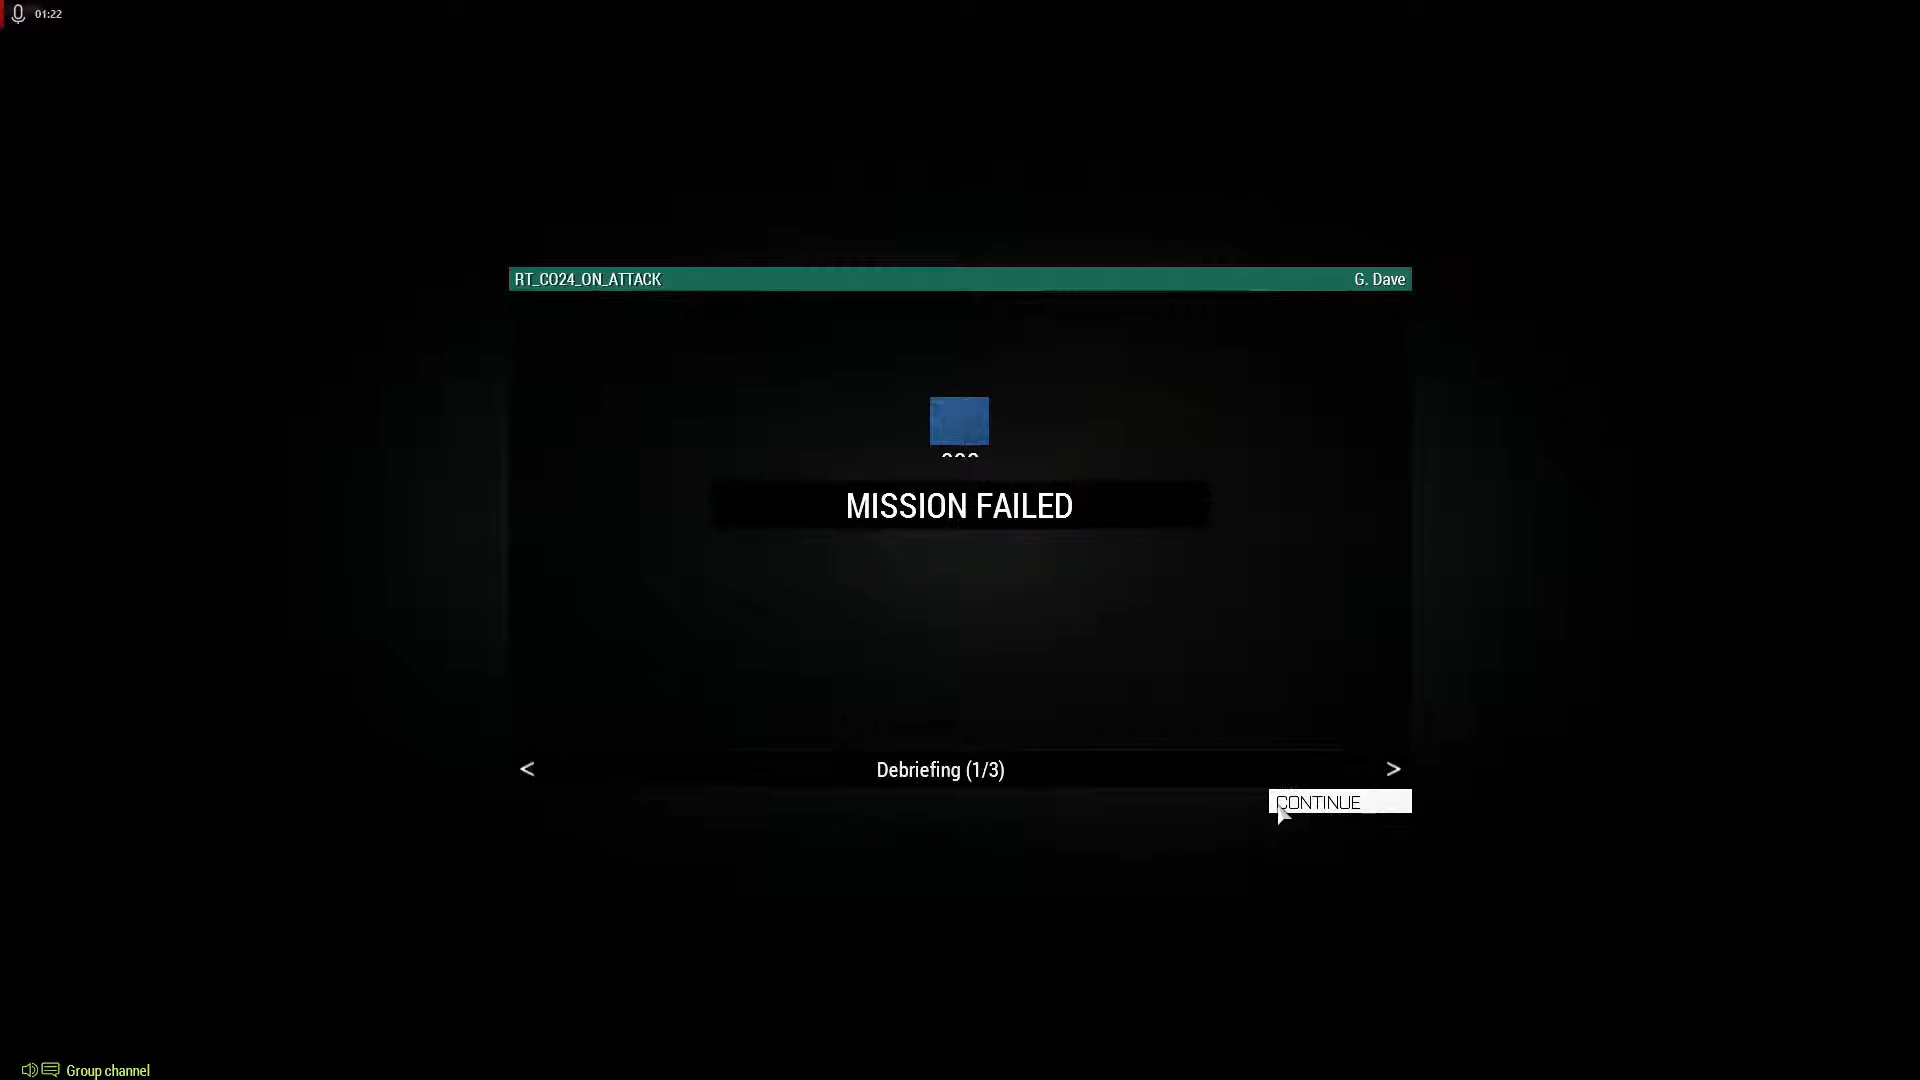 01:22
RT_CO24_ON_ATTACK
G. Dave
MISSION FAILED
< Debriefing (1/3) >
CONTINUE
Group channel